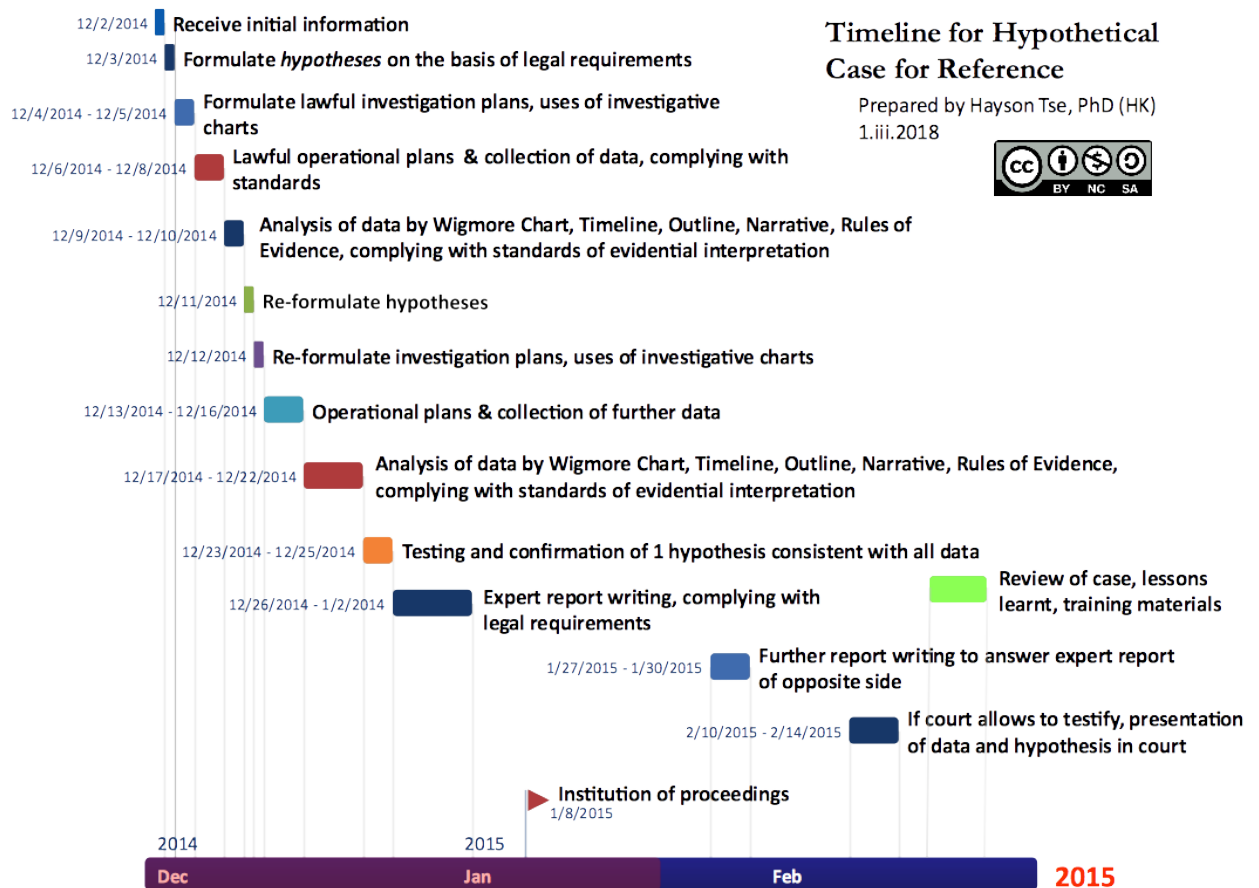 Timeline for Hypothetical
Case for Reference
Prepared by Hayson Tse, PhD (HK)
1.iii.2018
cc
BY NC SA
12/2/2014 Receive initial information
12/3/2014 Formulate hypotheses on the basis of legal requirements
12/4/2014 - 12/5/2014 Formulate lawful investigation plans, uses of investigative
charts
12/6/2014 - 12/8/2014 Lawful operational plans & collection of data, complying with
standards
12/9/2014 - 12/10/2014 Analysis of data by Wigmore Chart, Timeline, Outline, Narrative, Rules of
Evidence, complying with standards of evidential interpretation
12/11/2014 Re-formulate hypotheses
12/12/2014 Re-formulate investigation plans, uses of investigative charts
12/13/2014 - 12/16/2014 Operational plans & collection of further data
12/17/2014 - 12/22/2014 Analysis of data by Wigmore Chart, Timeline, Outline, Narrative, Rules of Evidence,
complying with standards of evidential interpretation
12/23/2014 - 12/25/2014 Testing and confirmation of 1 hypothesis consistent with all data
Review of case, lessons
learnt, training materials
12/26/2014 - 1/2/2014 Expert report writing, complying with
legal requirements
1/27/2015 - 1/30/2015 Further report writing to answer expert report
of opposite side
2/10/2015 - 2/14/2015 If court allows to testify, presentation
of data and hypothesis in court
Institution of proceedings
1/8/2015
2014 2015
Dec Jan Feb 2015